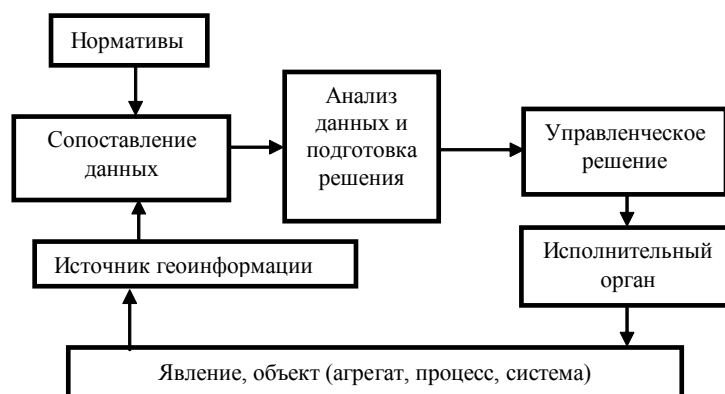 Нормативы
Сопоставление
данных
Анализ
данных и
подготовка
решения
Управленческое
решение
Источник геоинформации
Исполнительный
орган
Явление, объект (агрегат, процесс, система)